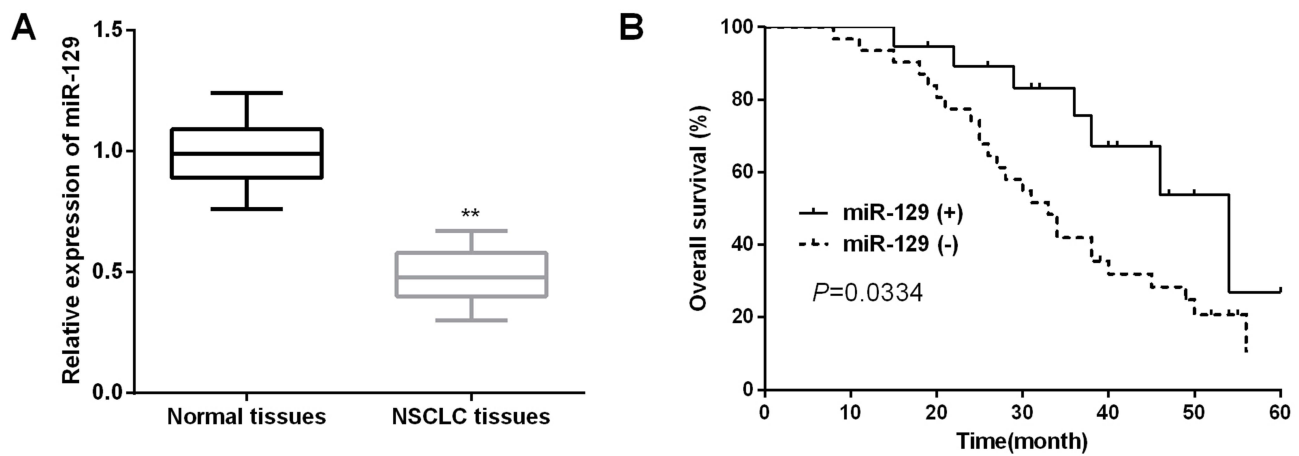 A
Relative expression of miR-129
1.5
1.0
0.5
0.0
**
Normal tissues
NSCLC tissues
B
Overall survival (%)
100
80
60
40
20
0
miR-129 (+)
miR-129 (-)
P=0.0334
0 10 20 30 40 50 60
Time(month)